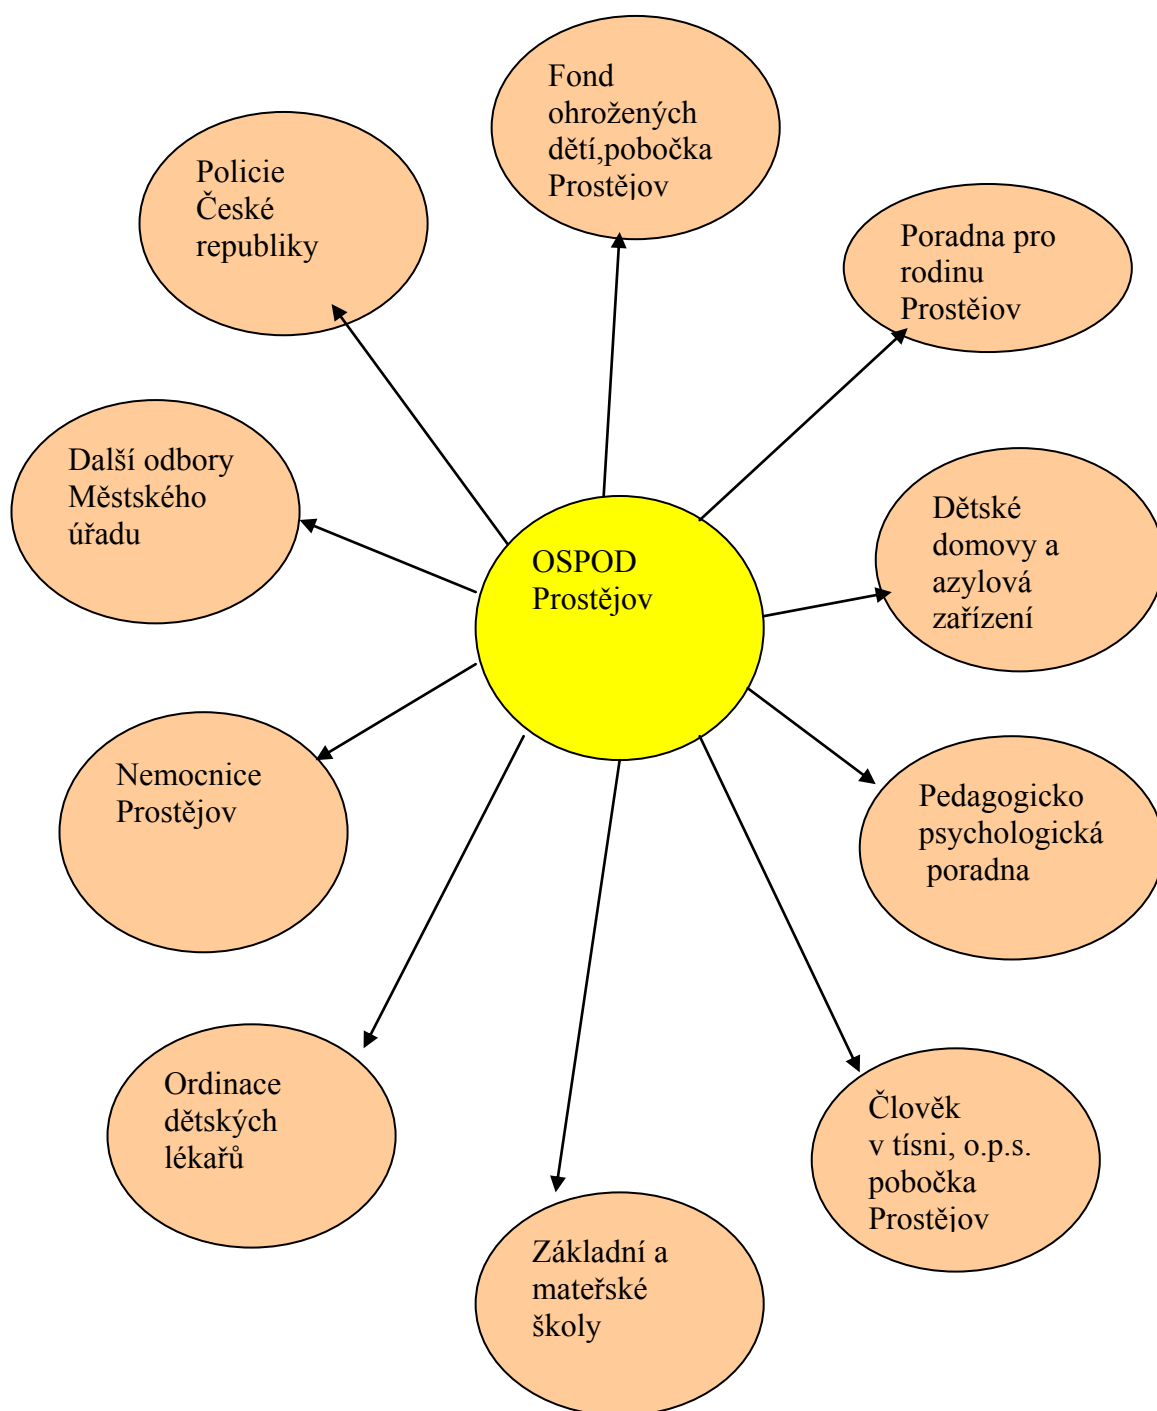 Fond
ohrožených
dětí,pobočka
Prostějov
Policie
České
republiky
Poradna pro
rodinu
Prostějov
Další odbory
Městského
úřadu
OSPOD
Prostějov
Dětské
domovy a
azylová
zařízení
Nemocnice
Prostějov
Pedagogicko
psychologická
poradna
Ordinace
dětských
lékařů
Člověk
v tísni, o.p.s.
pobočka
Prostějov
Základní a
mateřské
školy